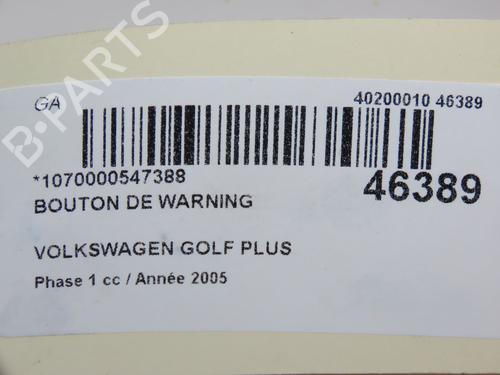 GA
40200010 46389
*1070000547388
46389
BOUTON DE WARNING
VOLKSWAGEN GOLF PLUS
Phase 1 cc / Année 2005
B-PARTS